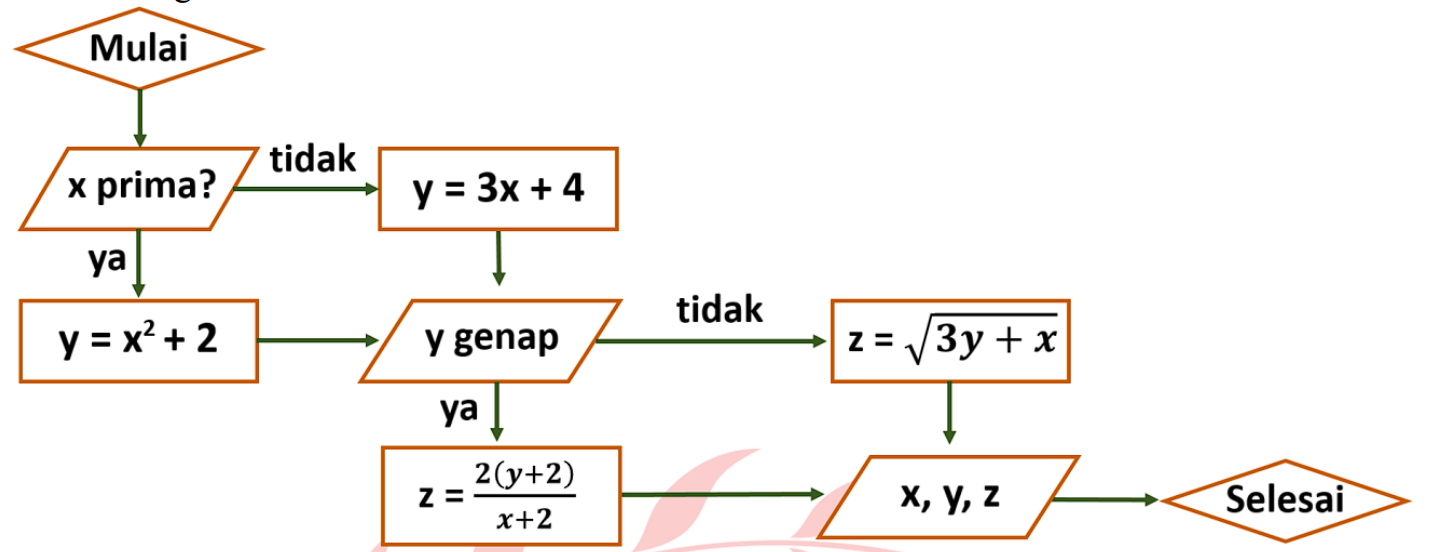 Mulai
x prima?
tidak
y = 3x + 4
ya
y = x² + 2
y genap
tidak
z = √(3y + x)
ya
z = 2(y+2)/(x+2)
x, y, z
Selesai